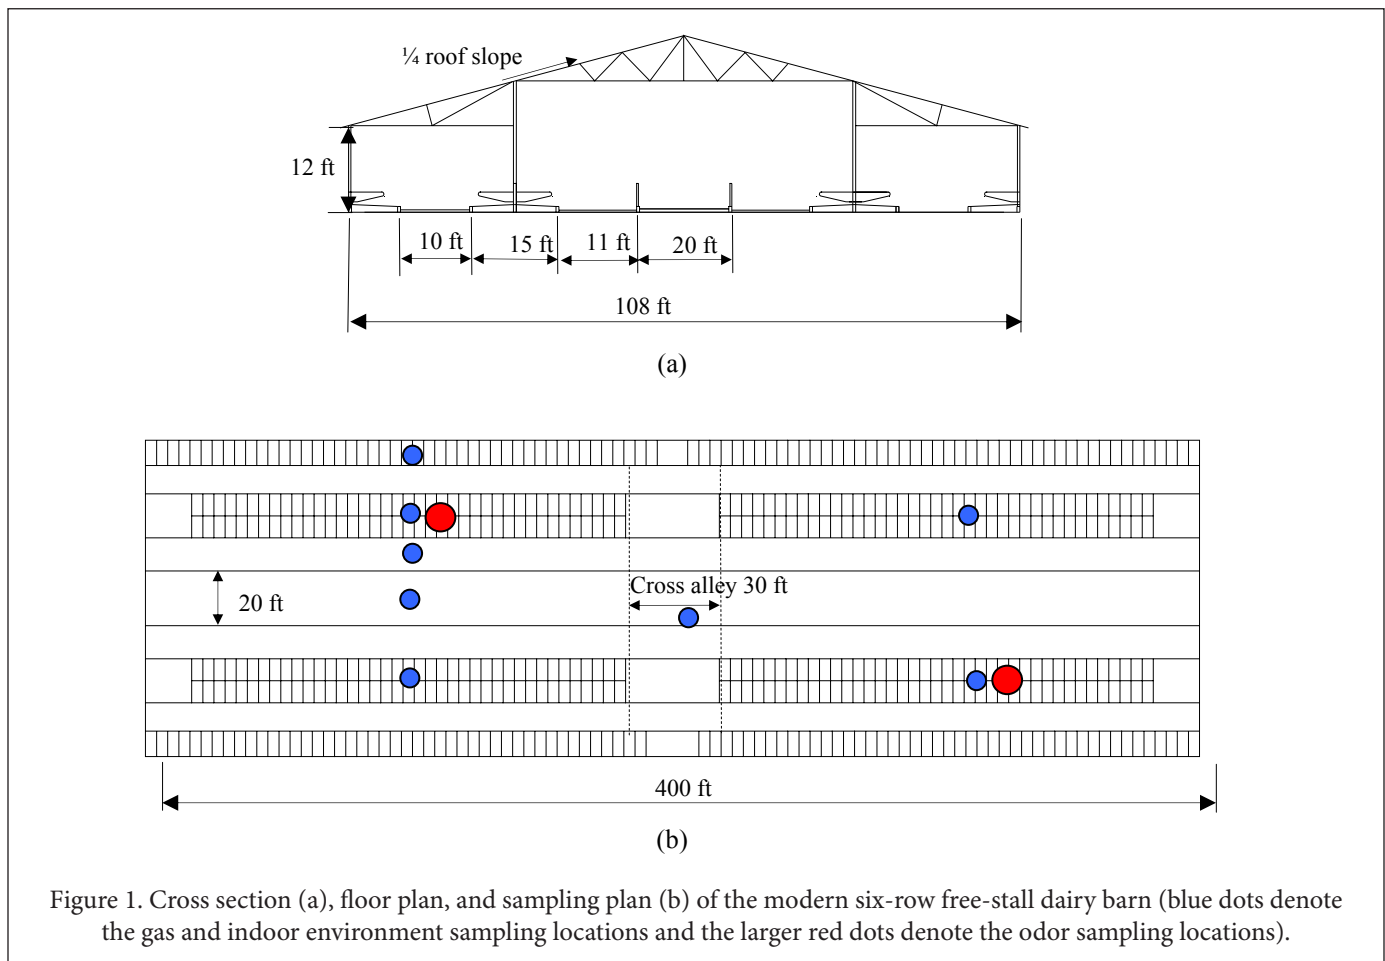 ¼ roof slope
12 ft
10 ft
15 ft
11 ft
20 ft
108 ft
(a)
Cross alley 30 ft
20 ft
400 ft
(b)
Figure 1. Cross section (a), floor plan, and sampling plan (b) of the modern six-row free-stall dairy barn (blue dots denote
the gas and indoor environment sampling locations and the larger red dots denote the odor sampling locations).